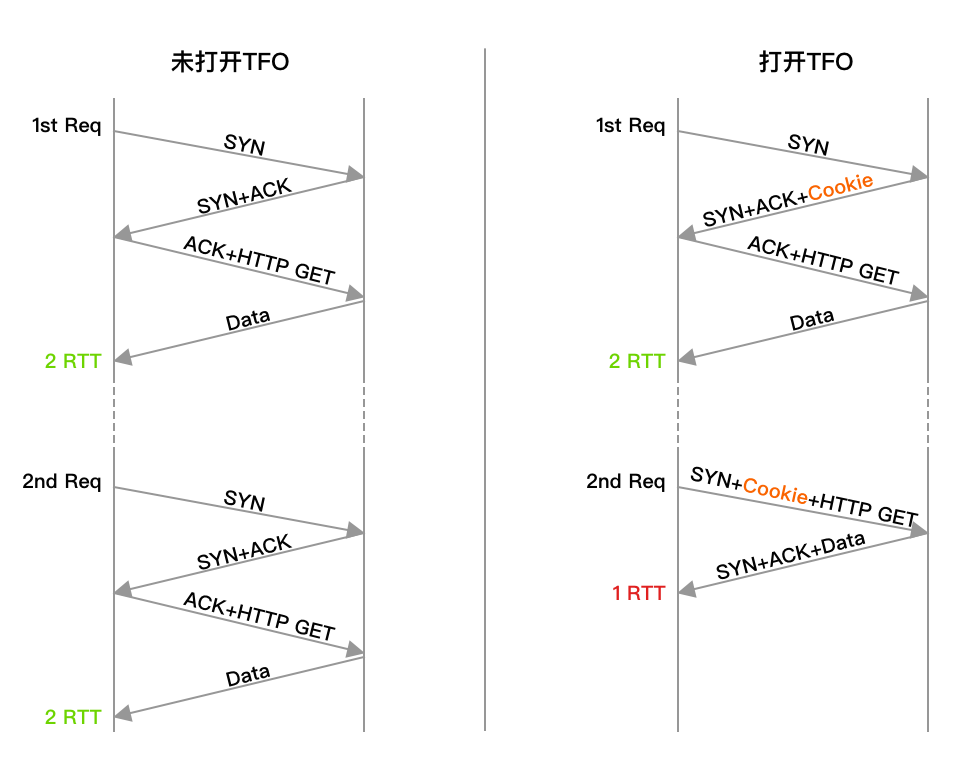 未打开TFO
1st Req
SYN
SYN+ACK
ACK+HTTP GET
Data
2 RTT
2nd Req
SYN
SYN+ACK
ACK+HTTP GET
Data
2 RTT
打开TFO
1st Req
SYN
SYN+ACK+Cookie
ACK+HTTP GET
Data
2 RTT
2nd Req
SYN+Cookie+HTTP GET
SYN+ACK+Data
1 RTT